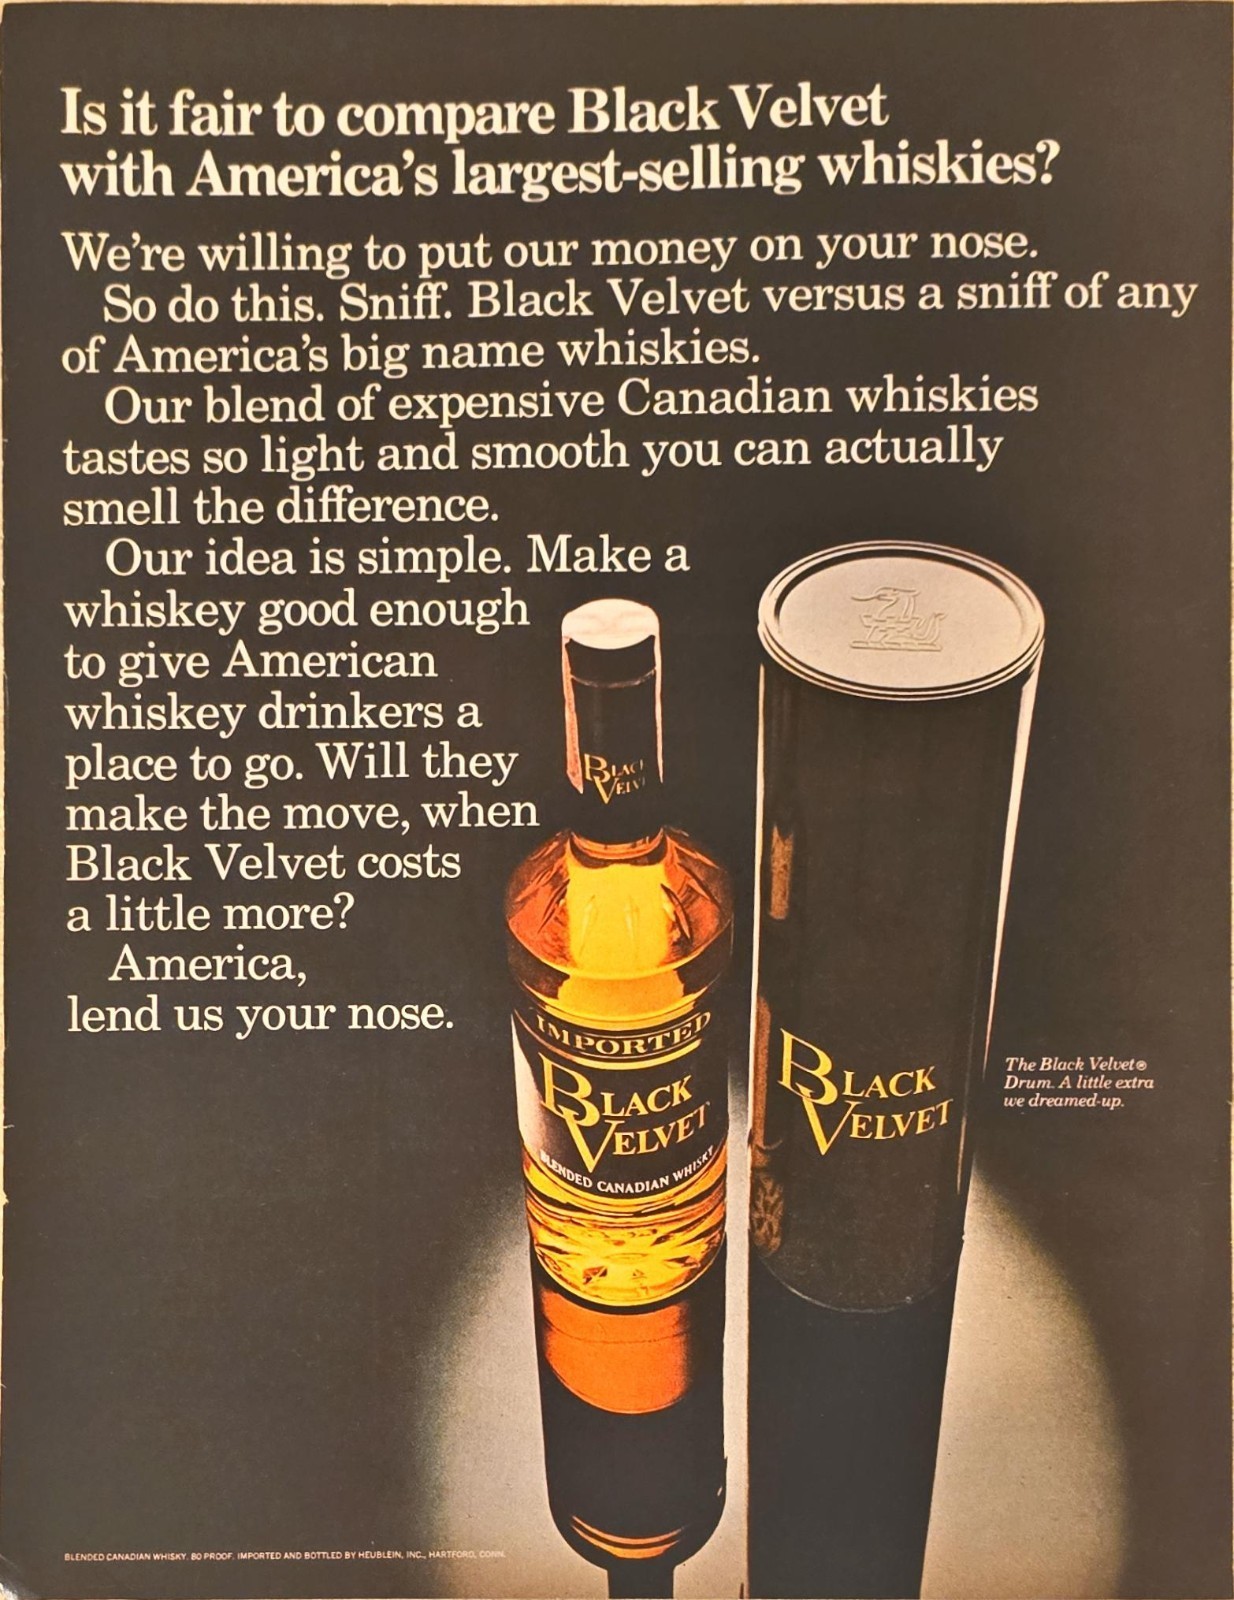 Is it fair to compare Black Velvet
with America's largest-selling whiskies?
We're willing to put our money on your nose.
So do this. Sniff. Black Velvet versus a sniff of any
of America's big name whiskies.
Our blend of expensive Canadian whiskies
tastes so light and smooth you can actually
smell the difference.
Our idea is simple. Make a
whiskey good enough
to give American
whiskey drinkers a
place to go. Will they
make the move, when
Black Velvet costs
a little more?
America,
lend us your nose.
BLACK
VELVET
IMPORTED
BLACK
VELVET
BLENDED CANADIAN WHISKY
BLACK
VELVET
The Black Velvet®
Drum. A little extra
we dreamed-up.
BLENDED CANADIAN WHISKY. 80 PROOF. IMPORTED AND BOTTLED BY HEUBLEIN, INC., HARTFORD, CONN.